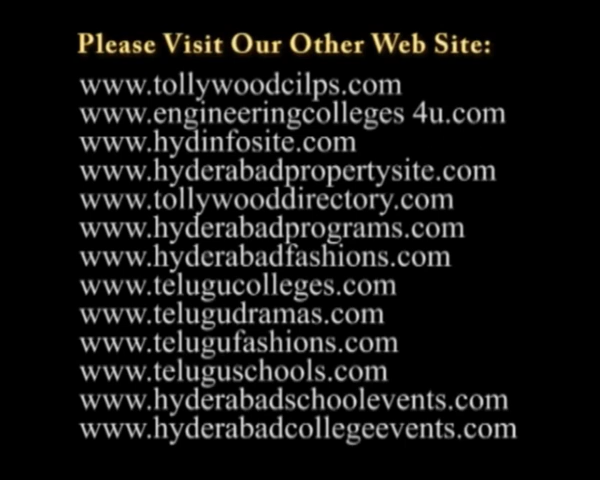 Please Visit Our Other Web Site:
www.tollywoodcilps.com
www.engineeringcolleges 4u.com
www.hydinfosite.com
www.hyderabadpropertysite.com
www.tollywooddirectory.com
www.hyderabadprograms.com
www.hyderabadfashions.com
www.telugucolleges.com
www.telugudramas.com
www.telugufashions.com
www.teluguschools.com
www.hyderabadschoolevents.com
www.hyderabadcollegeevents.com